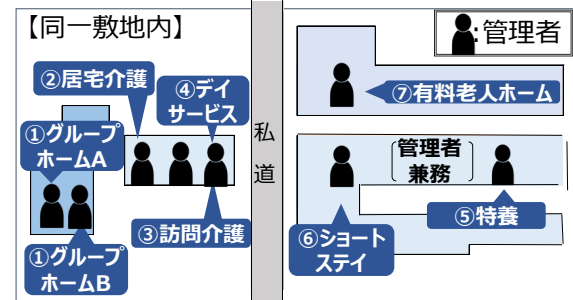 【同一敷地内】
:管理者
②居宅介護
④デイ
サービス
⑦有料老人ホーム
①グループ
ホームA
私
道
管理者
兼務
③訪問介護
⑤特養
①グループ
ホームB
⑥ショート
ステイ